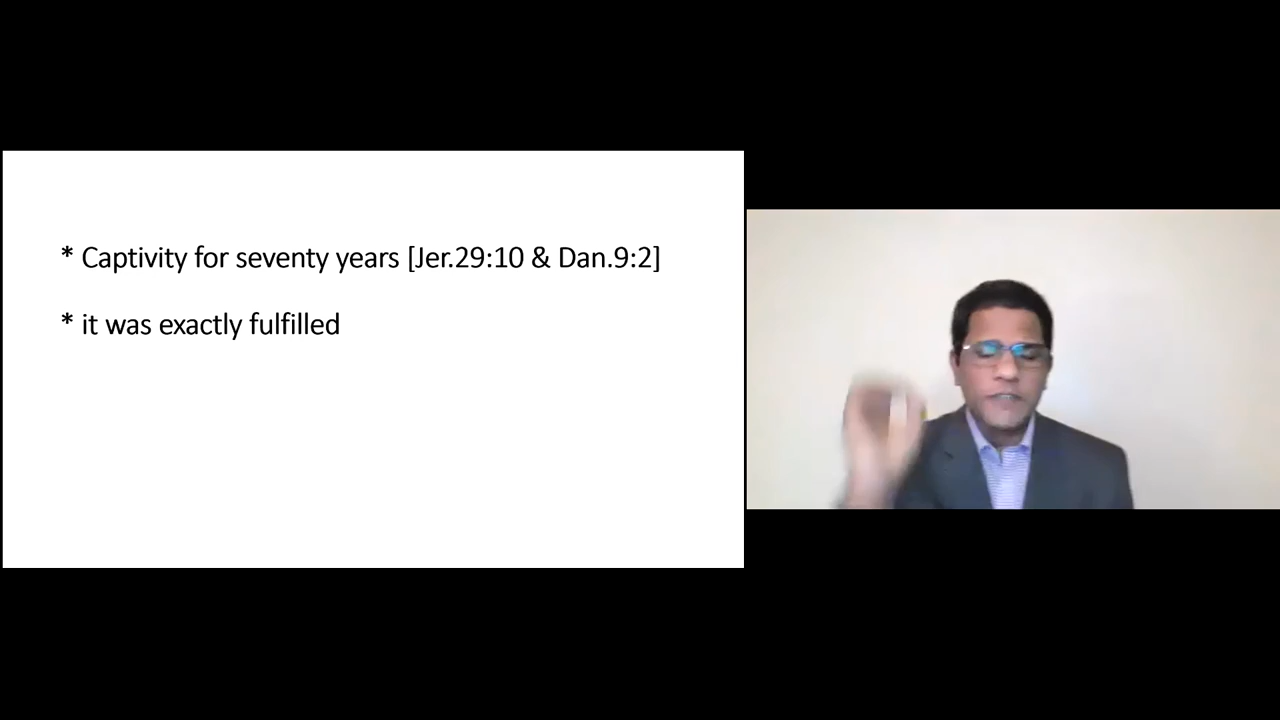 * Captivity for seventy years [Jer.29:10 & Dan.9:2]
* it was exactly fulfilled